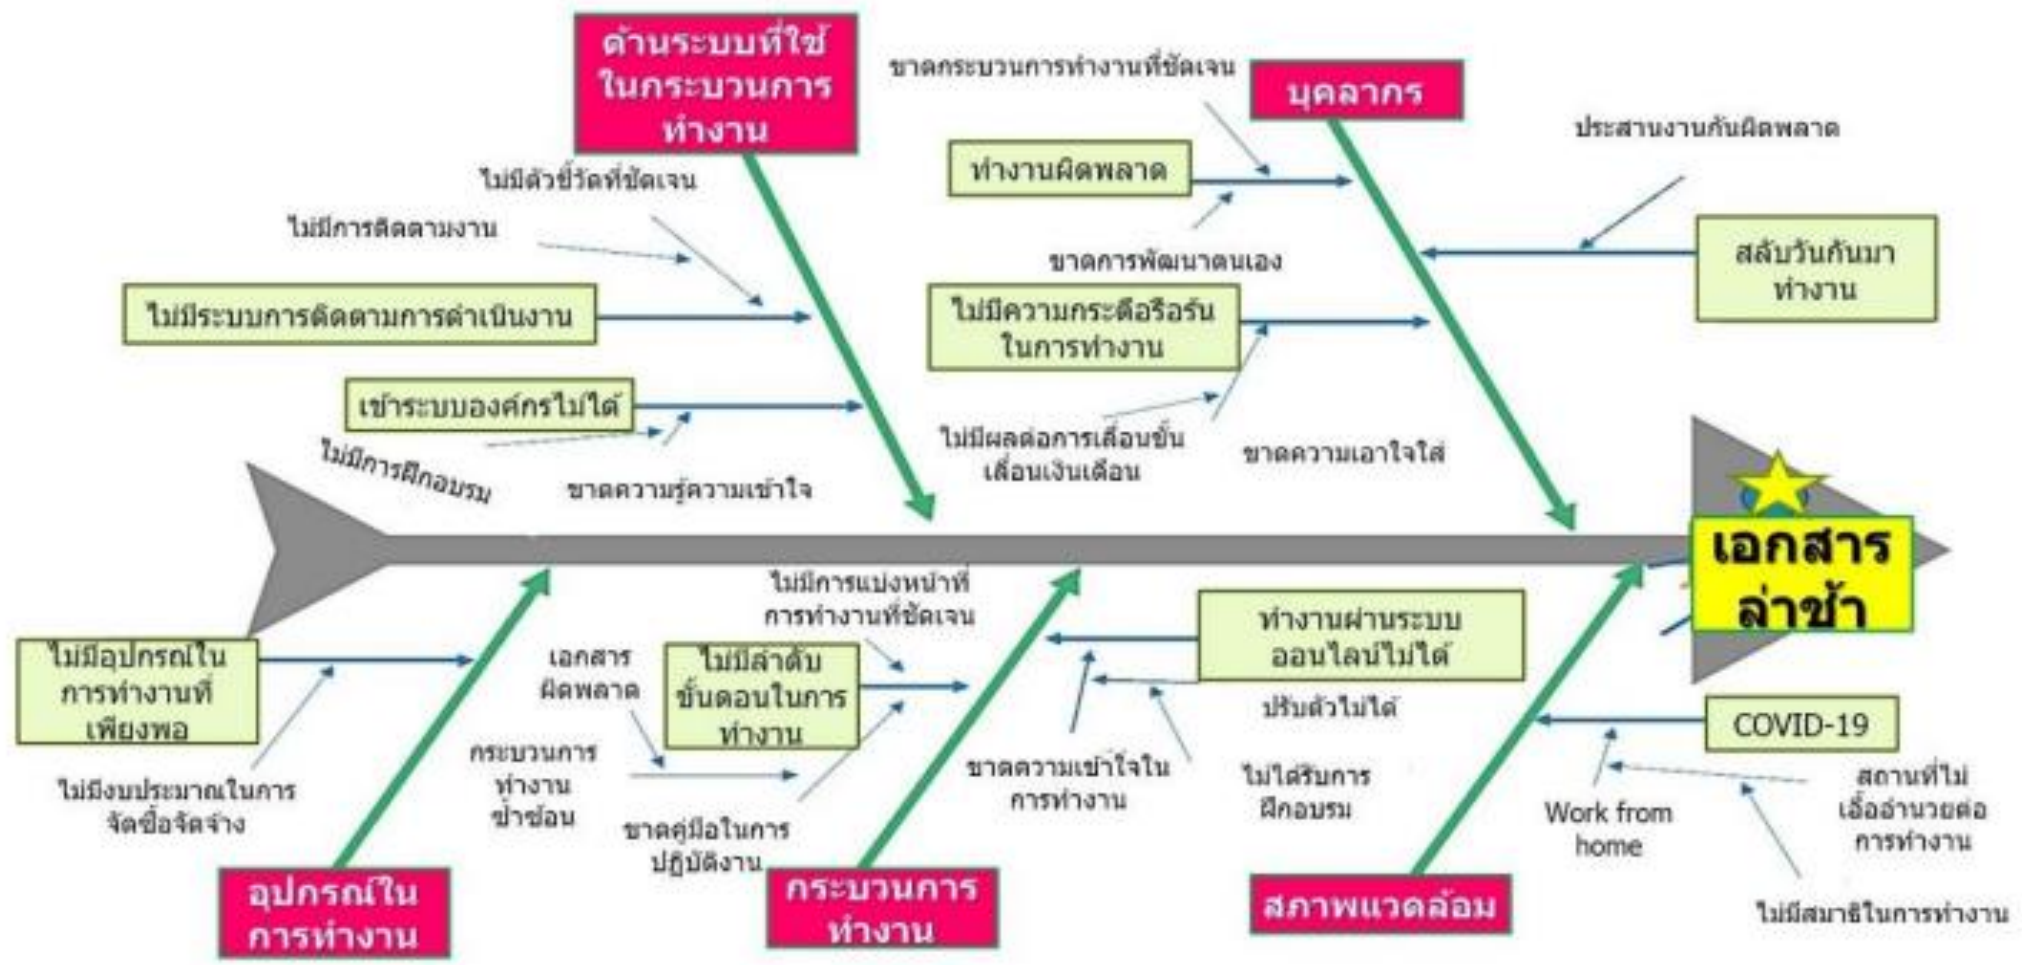 ด้านระบบที่ใช้
ในกระบวนการ
ทำงาน
ขาดกระบวนการทำงานที่ชัดเจน
บุคลากร
ประสานงานกันผิดพลาด
ทำงานผิดพลาด
ไม่มีตัวชี้วัดที่ชัดเจน
ไม่มีการติดตามงาน
ขาดการพัฒนาตนเอง
สลับวันกันมา
ทำงาน
ไม่มีระบบการติดตามการดำเนินงาน
ไม่มีความกระตือรือร้น
ในการทำงาน
เข้าระบบองค์กรไม่ได้
ไม่มีการฝึกอบรม
ขาดความรู้ความเข้าใจ
ไม่มีผลต่อการเลื่อนขั้น
เลื่อนเงินเดือน
ขาดความเอาใจใส่
เอกสาร
ล่าช้า
ไม่มีอุปกรณ์ใน
การทำงานที่
เพียงพอ
ไม่มีงบประมาณในการ
จัดซื้อจัดจ้าง
เอกสาร
ผิดพลาด
กระบวนการ
ทำงาน
ซ้ำซ้อน
ไม่มีการแบ่งหน้าที่
การทำงานที่ชัดเจน
ไม่มีลำดับ
ขั้นตอนในการ
ทำงาน
ขาดคู่มือในการ
ปฏิบัติงาน
ทำงานผ่านระบบ
ออนไลน์ไม่ได้
ปรับตัวไม่ได้
ขาดความเข้าใจใน
การทำงาน
ไม่ได้รับการ
ฝึกอบรม
COVID-19
Work from
home
สถานที่ไม่
เอื้ออำนวยต่อ
การทำงาน
ไม่มีสมาธิในการทำงาน
อุปกรณ์ใน
การทำงาน
กระบวนการ
ทำงาน
สภาพแวดล้อม